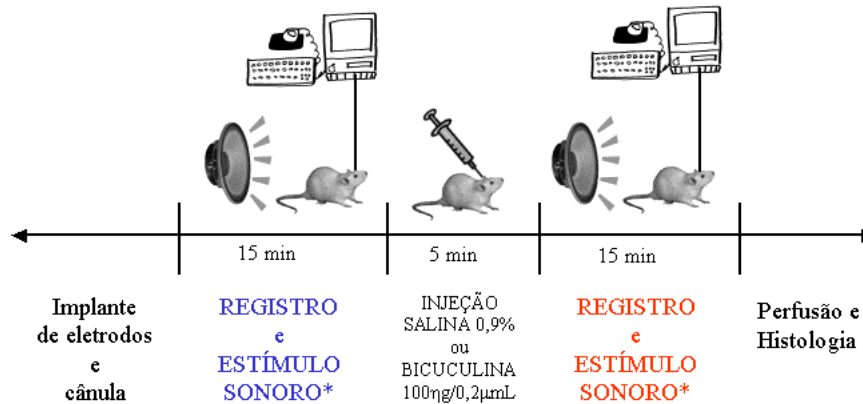 15 min
5 min
15 min
Implante
de eletrodos
e
cânula
REGISTRO
e
ESTÍMULO
SONORO*
INJEÇÃO
SALINA 0,9%
ou
BICUCULINA
100ηg/0,2μmL
REGISTRO
e
ESTÍMULO
SONORO*
Perfusão e
Histologia